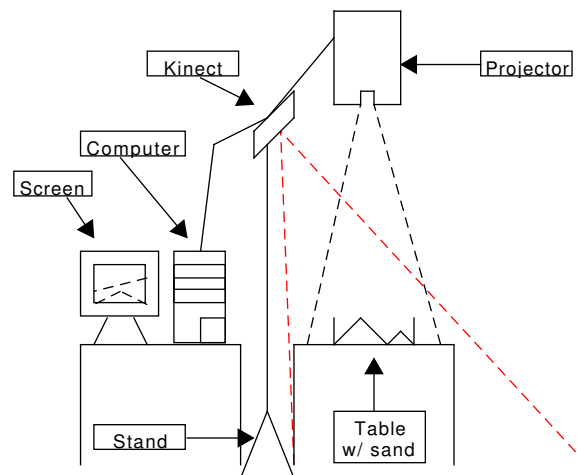 Kinect
Projector
Computer
Screen
Stand
Table
w/ sand